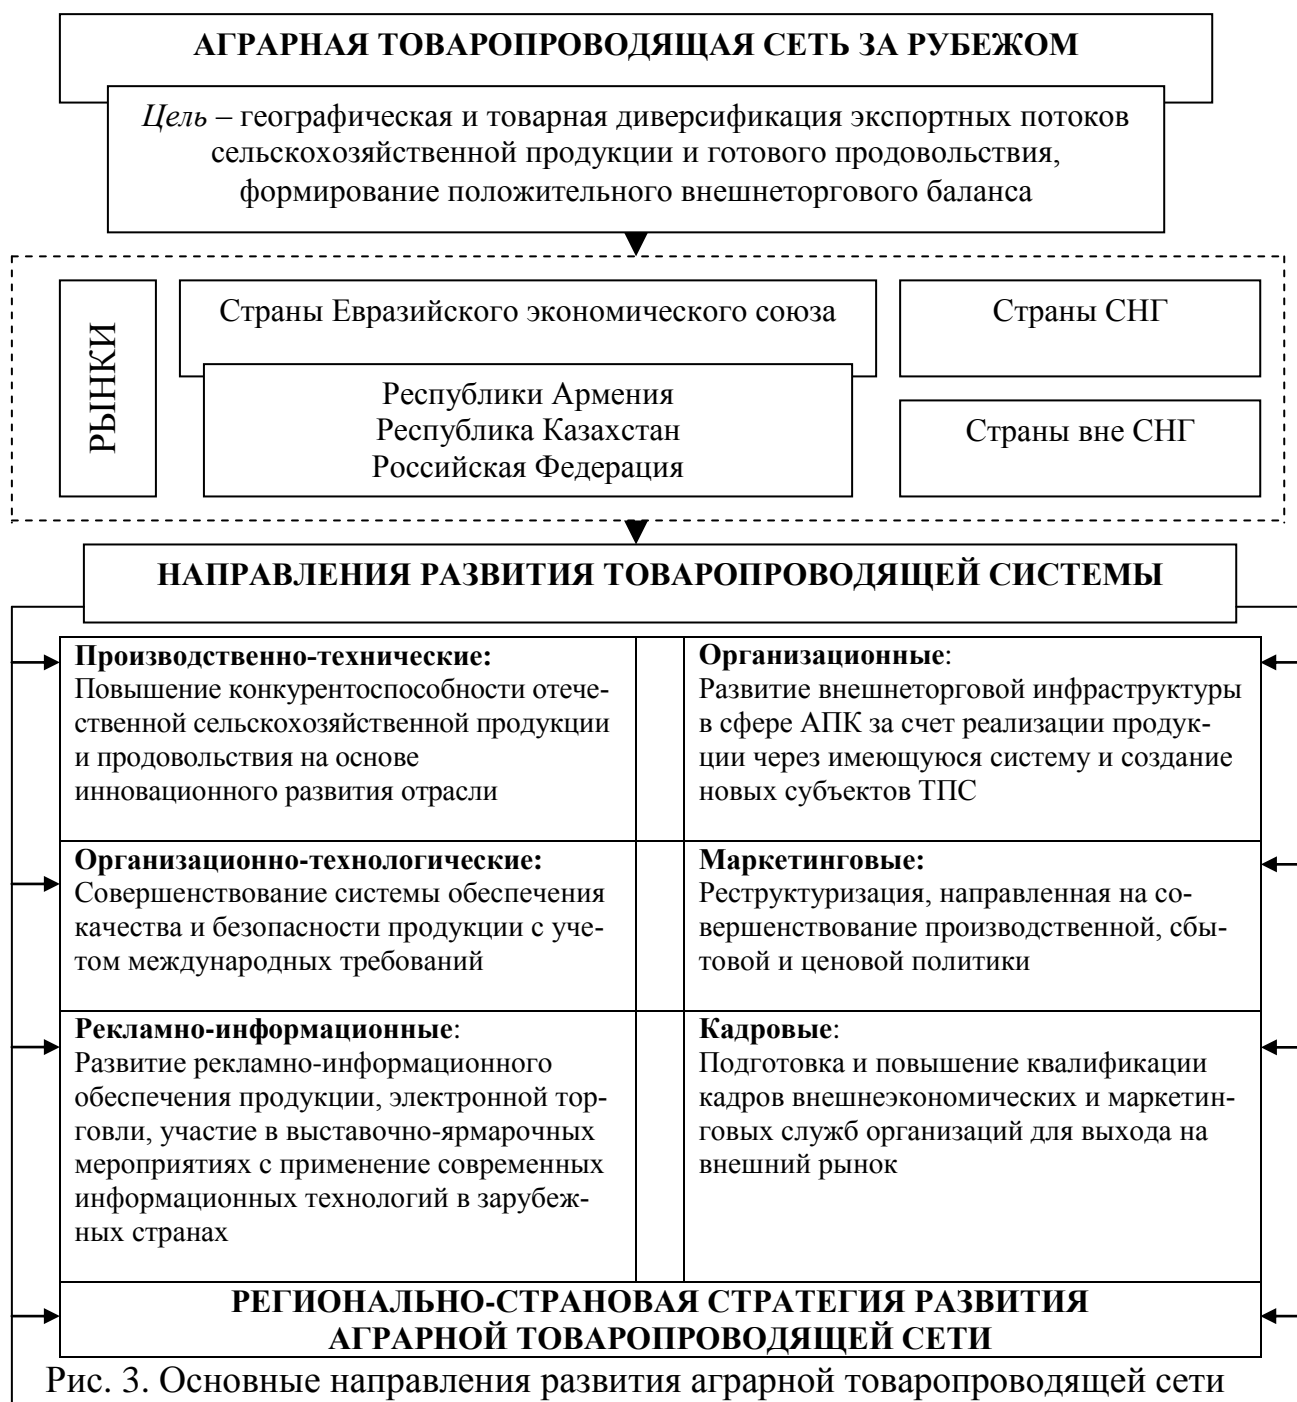 АГРАРНАЯ ТОВАРОПРОВОДЯЩАЯ СЕТЬ ЗА РУБЕЖОМ
Цель – географическая и товарная диверсификация экспортных потоков
сельскохозяйственной продукции и готового продовольствия,
формирование положительного внешнеторгового баланса
РЫНКИ
Страны Евразийского экономического союза
Республики Армения
Республика Казахстан
Российская Федерация
Страны СНГ
Страны вне СНГ
НАПРАВЛЕНИЯ РАЗВИТИЯ ТОВАРОПРОВОДЯЩЕЙ СИСТЕМЫ
Производственно-технические:
Повышение конкурентоспособности отече-
ственной сельскохозяйственной продукции
и продовольствия на основе
инновационного развития отрасли
Организационные:
Развитие внешнеторговой инфраструктуры
в сфере АПК за счет реализации продук-
ции через имеющуюся систему и создание
новых субъектов ТПС
Организационно-технологические:
Совершенствование системы обеспечения
качества и безопасности продукции с уче-
том международных требований
Маркетинговые:
Реструктуризация, направленная на со-
вершенствование производственной, сбы-
товой и ценовой политики
Рекламно-информационные:
Развитие рекламно-информационного
обеспечения продукции, электронной тор-
говли, участие в выставочно-ярмарочных
мероприятиях с применение современных
информационных технологий в зарубеж-
ных странах
Кадровые:
Подготовка и повышение квалификации
кадров внешнеэкономических и маркетин-
говых служб организаций для выхода на
внешний рынок
РЕГИОНАЛЬНО-СТРАНОВАЯ СТРАТЕГИЯ РАЗВИТИЯ
АГРАРНОЙ ТОВАРОПРОВОДЯЩЕЙ СЕТИ
Рис. 3. Основные направления развития аграрной товаропроводящей сети